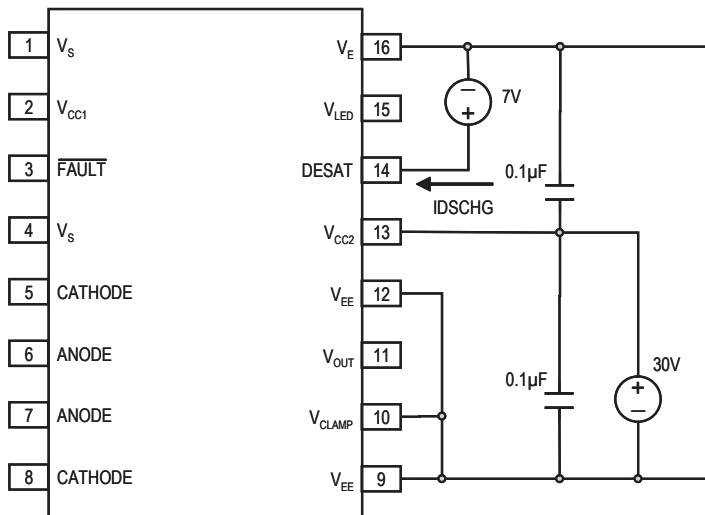 1 V_S
2 V_CC1
3 FAULT
4 V_S
5 CATHODE
6 ANODE
7 ANODE
8 CATHODE
V_E 16
V_LED 15
DESAT 14
V_CC2 13
V_EE 12
V_OUT 11
V_CLAMP 10
V_EE 9
− + 7V
IDSCHG
0.1µF
0.1µF
+ − 30V